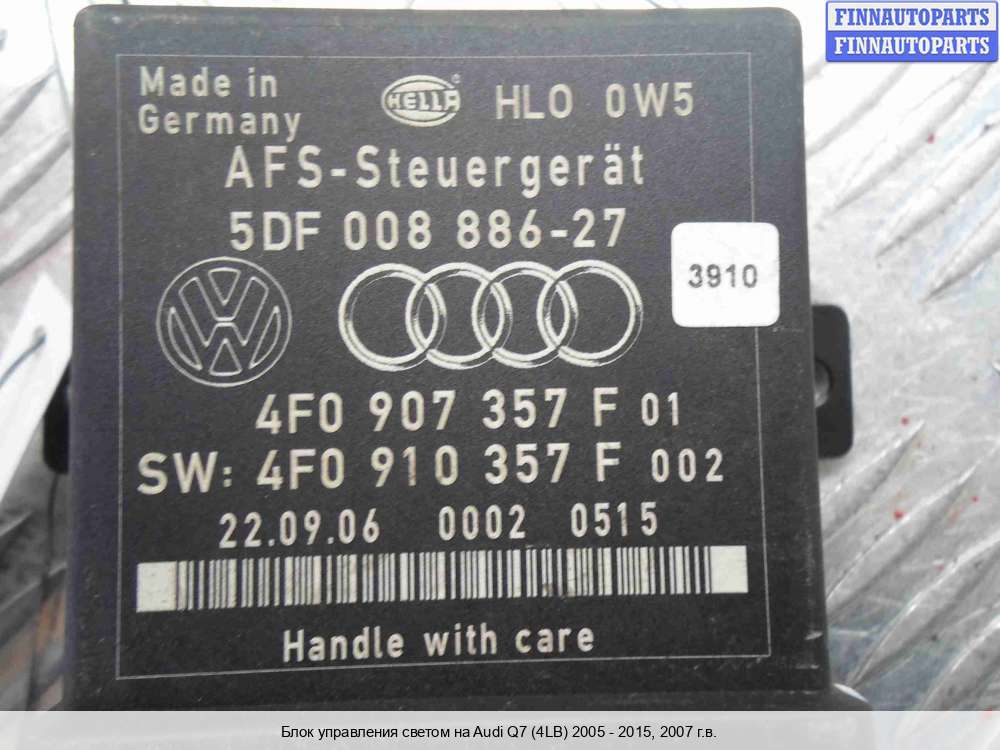 FINNAUTOPARTS
FINNAUTOPARTS
Made in
Germany
HELLA
HLO 0W5
AFS-Steuergerät
5DF 008 886-27
3910
4F0 907 357 F 01
SW: 4F0 910 357 F 002
22.09.06 0002 0515
Handle with care
Блок управления светом на Audi Q7 (4LB) 2005 - 2015, 2007 г.в.